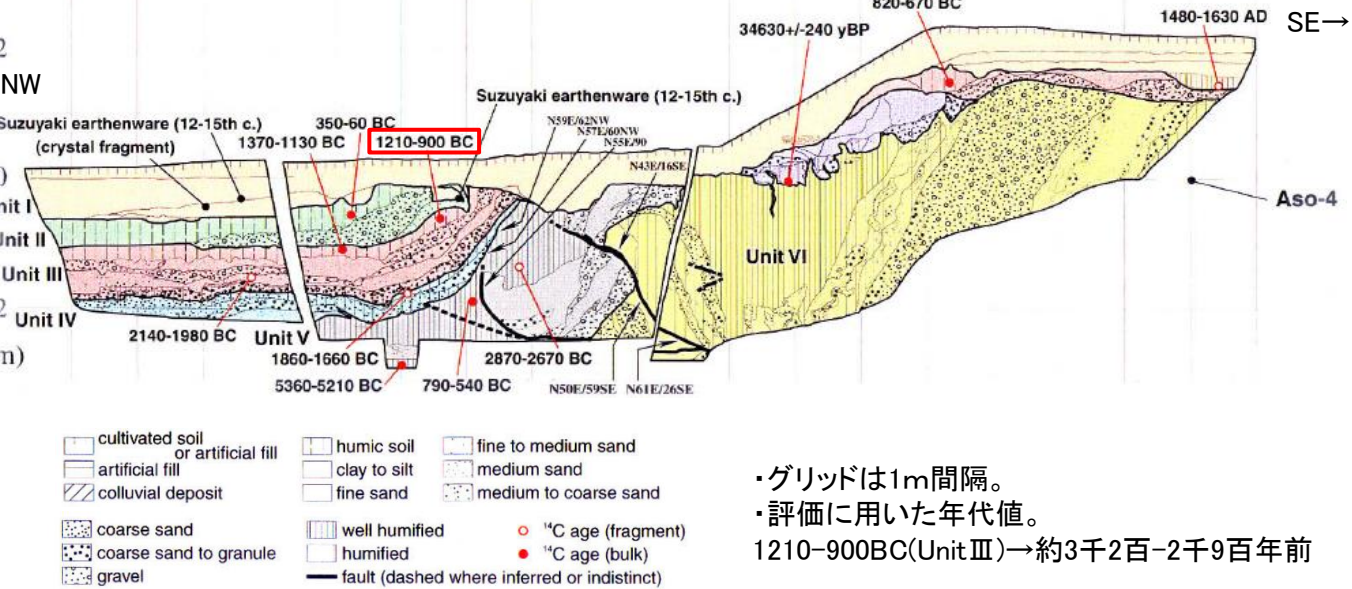 820-670 BC
1480-1630 AD
SE→
34630+/-240 yBP
2
NW
Suzuyaki earthenware (12-15th c.)
Suzuyaki earthenware (12-15th c.)
(crystal fragment)
350-60 BC
1370-1130 BC
1210-900 BC
N59E/62NW
N57E/60NW
N55E/90
N43E/16SE
Aso-4
nit I
Unit II
Unit III
Unit VI
2
Unit IV
Unit V
2140-1980 BC
m)
1860-1660 BC
2870-2670 BC
5360-5210 BC
790-540 BC
N50E/59SE
N61E/26SE
cultivated soil
or artificial fill
artificial fill
colluvial deposit
humic soil
clay to silt
fine sand
fine to medium sand
medium sand
medium to coarse sand
coarse sand
coarse sand to granule
gravel
well humified
humified
fault (dashed where inferred or indistinct)
¹⁴C age (fragment)
¹⁴C age (bulk)
・グリッドは1m間隔。
・評価に用いた年代値。
1210-900BC(UnitⅢ)→約3千2百-2千9百年前